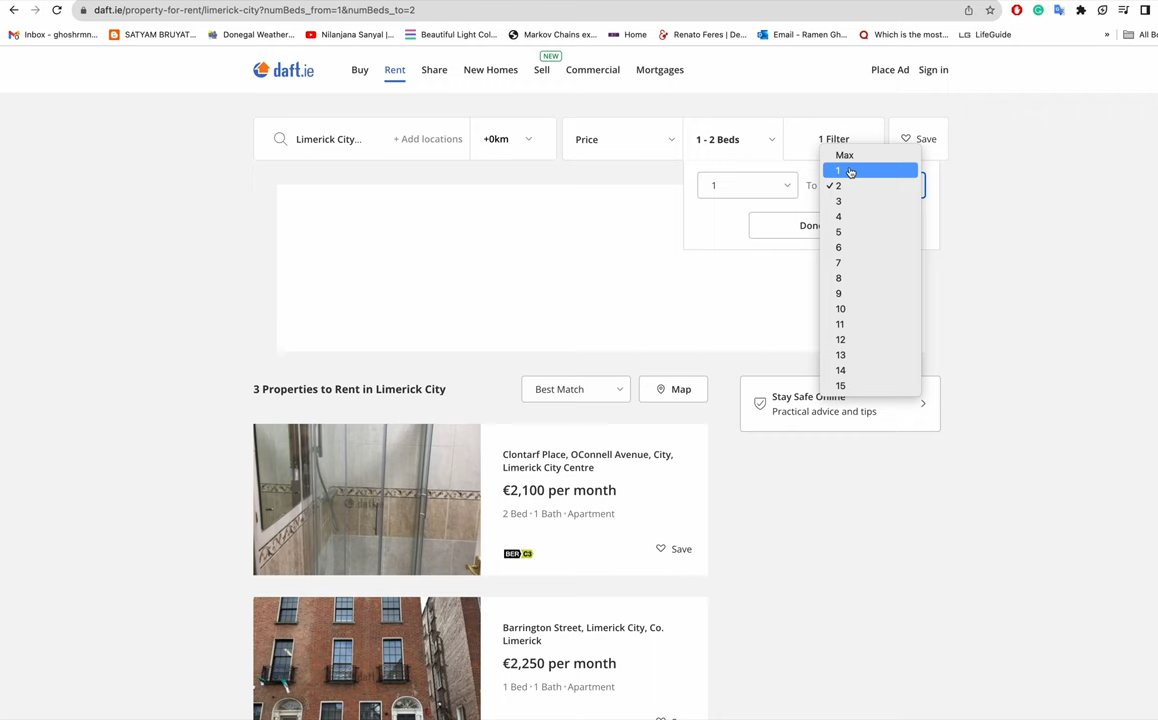 daft.ie/property-for-rent/limerick-city?numBeds_from=1&numBeds_to=2
Inbox - ghoshrmn...
SATYAM BRUYAT...
Donegal Weather...
Nilanjana Sanyal |...
Beautiful Light Col...
Markov Chains ex...
Home
Renato Feres | De...
Email - Ramen Gh...
Which is the most...
LG LifeGuide
»
All Bo
daft.ie
Buy
Rent
Share
New Homes
NEW
Sell
Commercial
Mortgages
Place Ad
Sign in
Limerick City...
+ Add locations
+0km
Price
1 - 2 Beds
1 Filter
Save
1
To
Done
Max
1
✓ 2
3
4
5
6
7
8
9
10
11
12
13
14
15
3 Properties to Rent in Limerick City
Best Match
Map
Stay Safe Online
Practical advice and tips
Clontarf Place, OConnell Avenue, City,
Limerick City Centre
€2,100 per month
2 Bed · 1 Bath · Apartment
BER C3
Save
daft.ie
Barrington Street, Limerick City, Co.
Limerick
€2,250 per month
1 Bed · 1 Bath · Apartment